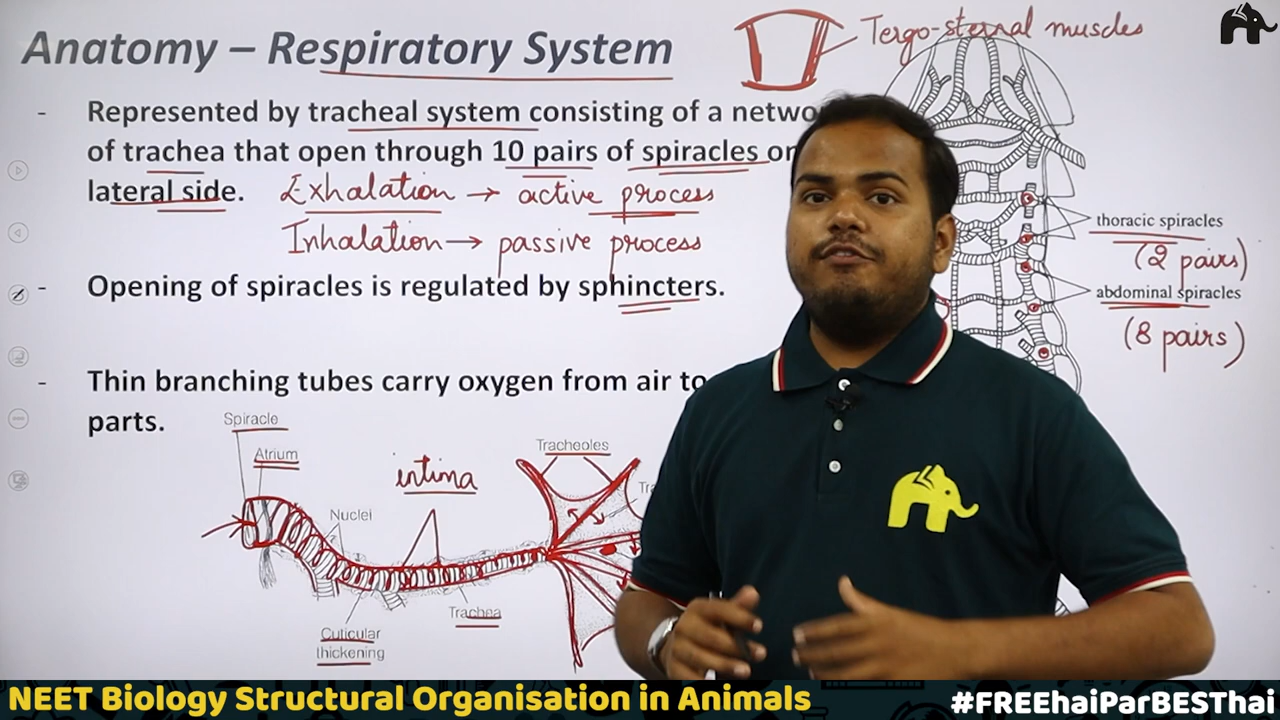 Anatomy – Respiratory System
Tergo-sternal muscles
- Represented by tracheal system consisting of a netwo
of trachea that open through 10 pairs of spiracles on
lateral side.
Exhalation → active process
Inhalation → passive process
thoracic spiracles
(2 pairs)
abdominal spiracles
(8 pairs)
- Opening of spiracles is regulated by sphincters.
- Thin branching tubes carry oxygen from air to
parts.
Spiracle
Atrium
intima
Tracheoles
Nuclei
Tra
Trachea
Cuticular
thickening
NEET Biology Structural Organisation in Animals
#FREEhaiParBESThai